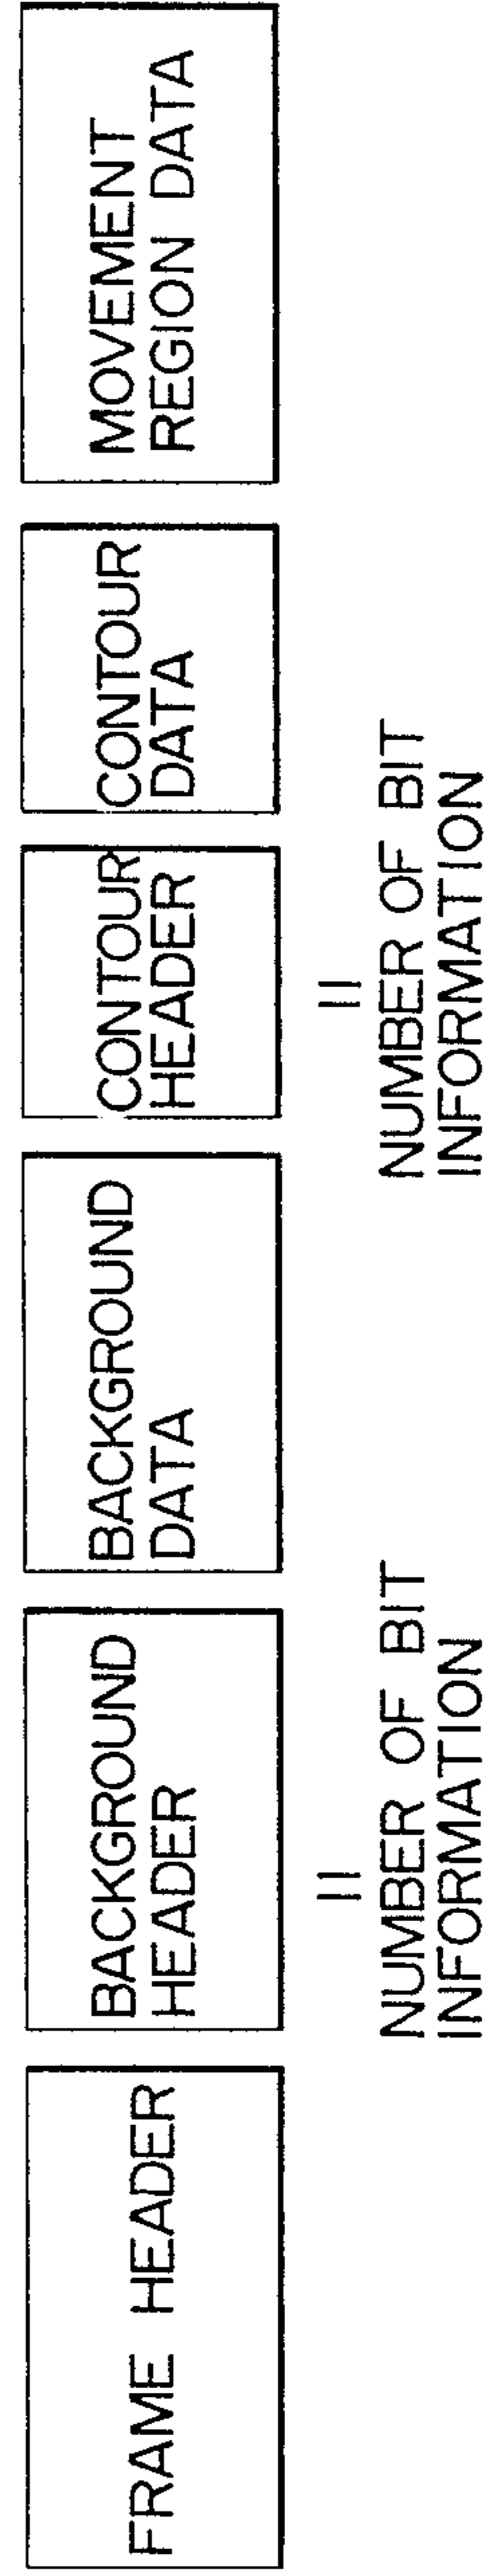 FRAME HEADER
BACKGROUND
HEADER
BACKGROUND
DATA
CONTOUR
HEADER
CONTOUR
DATA
MOVEMENT
REGION DATA
=
NUMBER OF BIT
INFORMATION
=
NUMBER OF BIT
INFORMATION